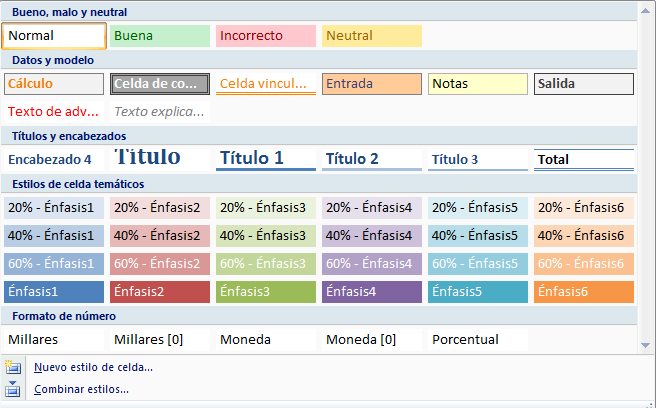 Bueno, malo y neutral
Normal Buena Incorrecto Neutral
Datos y modelo
Cálculo Celda de co... Celda vincul... Entrada Notas Salida
Texto de adv... Texto explica...
Títulos y encabezados
Encabezado 4 Título Título 1 Título 2 Título 3 Total
Estilos de celda temáticos
20% - Énfasis1 20% - Énfasis2 20% - Énfasis3 20% - Énfasis4 20% - Énfasis5 20% - Énfasis6
40% - Énfasis1 40% - Énfasis2 40% - Énfasis3 40% - Énfasis4 40% - Énfasis5 40% - Énfasis6
60% - Énfasis1 60% - Énfasis2 60% - Énfasis3 60% - Énfasis4 60% - Énfasis5 60% - Énfasis6
Énfasis1 Énfasis2 Énfasis3 Énfasis4 Énfasis5 Énfasis6
Formato de número
Millares Millares [0] Moneda Moneda [0] Porcentual
Nuevo estilo de celda...
Combinar estilos...